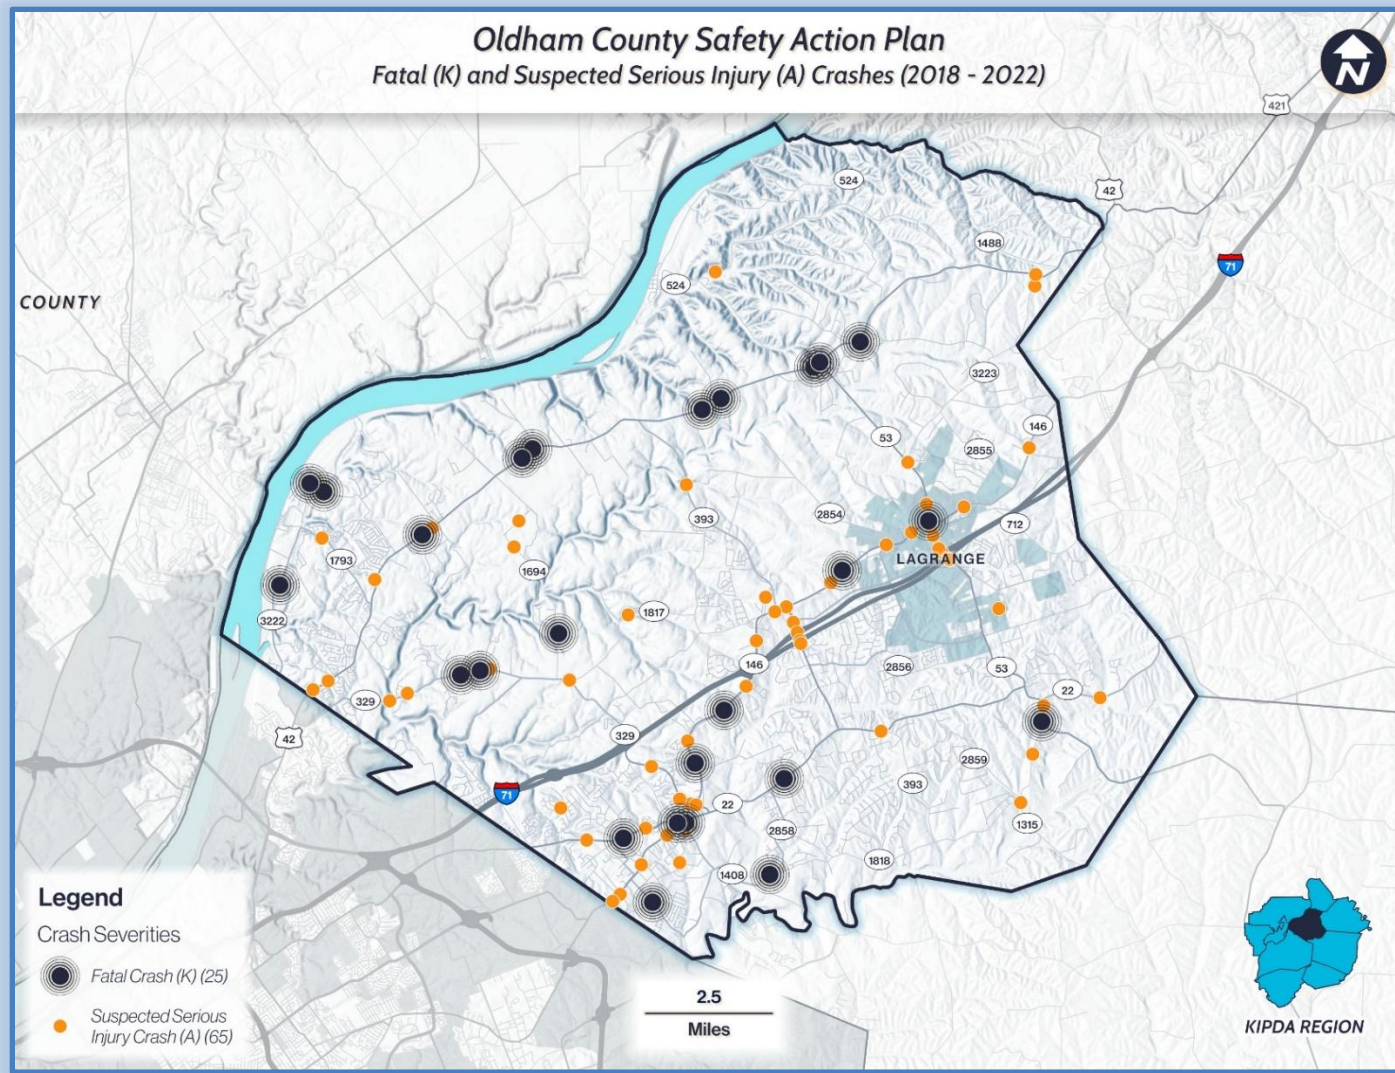 Oldham County Safety Action Plan
Fatal (K) and Suspected Serious Injury (A) Crashes (2018 - 2022)
N
421
42
524
1488
71
524
COUNTY
3223
146
53
2855
393
2854
712
1793
LAGRANGE
1694
1817
3222
146
2856
53
22
329
42
329
2859
393
71
22
2858
1315
1818
1408
Legend
Crash Severities
Fatal Crash (K) (25)
Suspected Serious
Injury Crash (A) (65)
2.5
Miles
KIPDA REGION